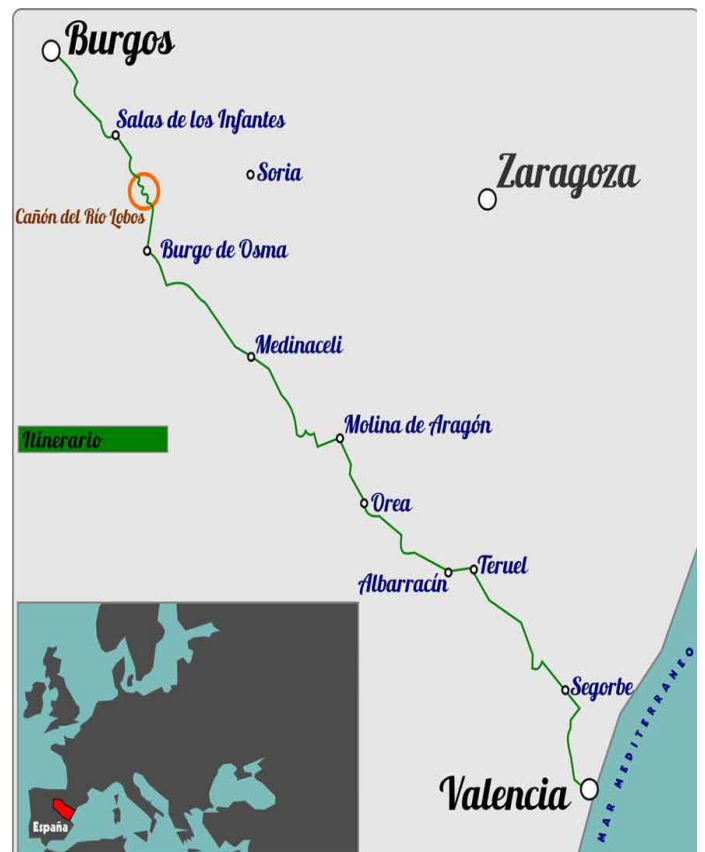 Burgos
Salas de los Infantes
Soria
Zaragoza
Cañón del Río Lobos
Burgo de Osma
Medinaceli
Molina de Aragón
Itinerario
Orea
Teruel
Albarracín
Segorbe
MAR MEDITERRANEO
Valencia
España